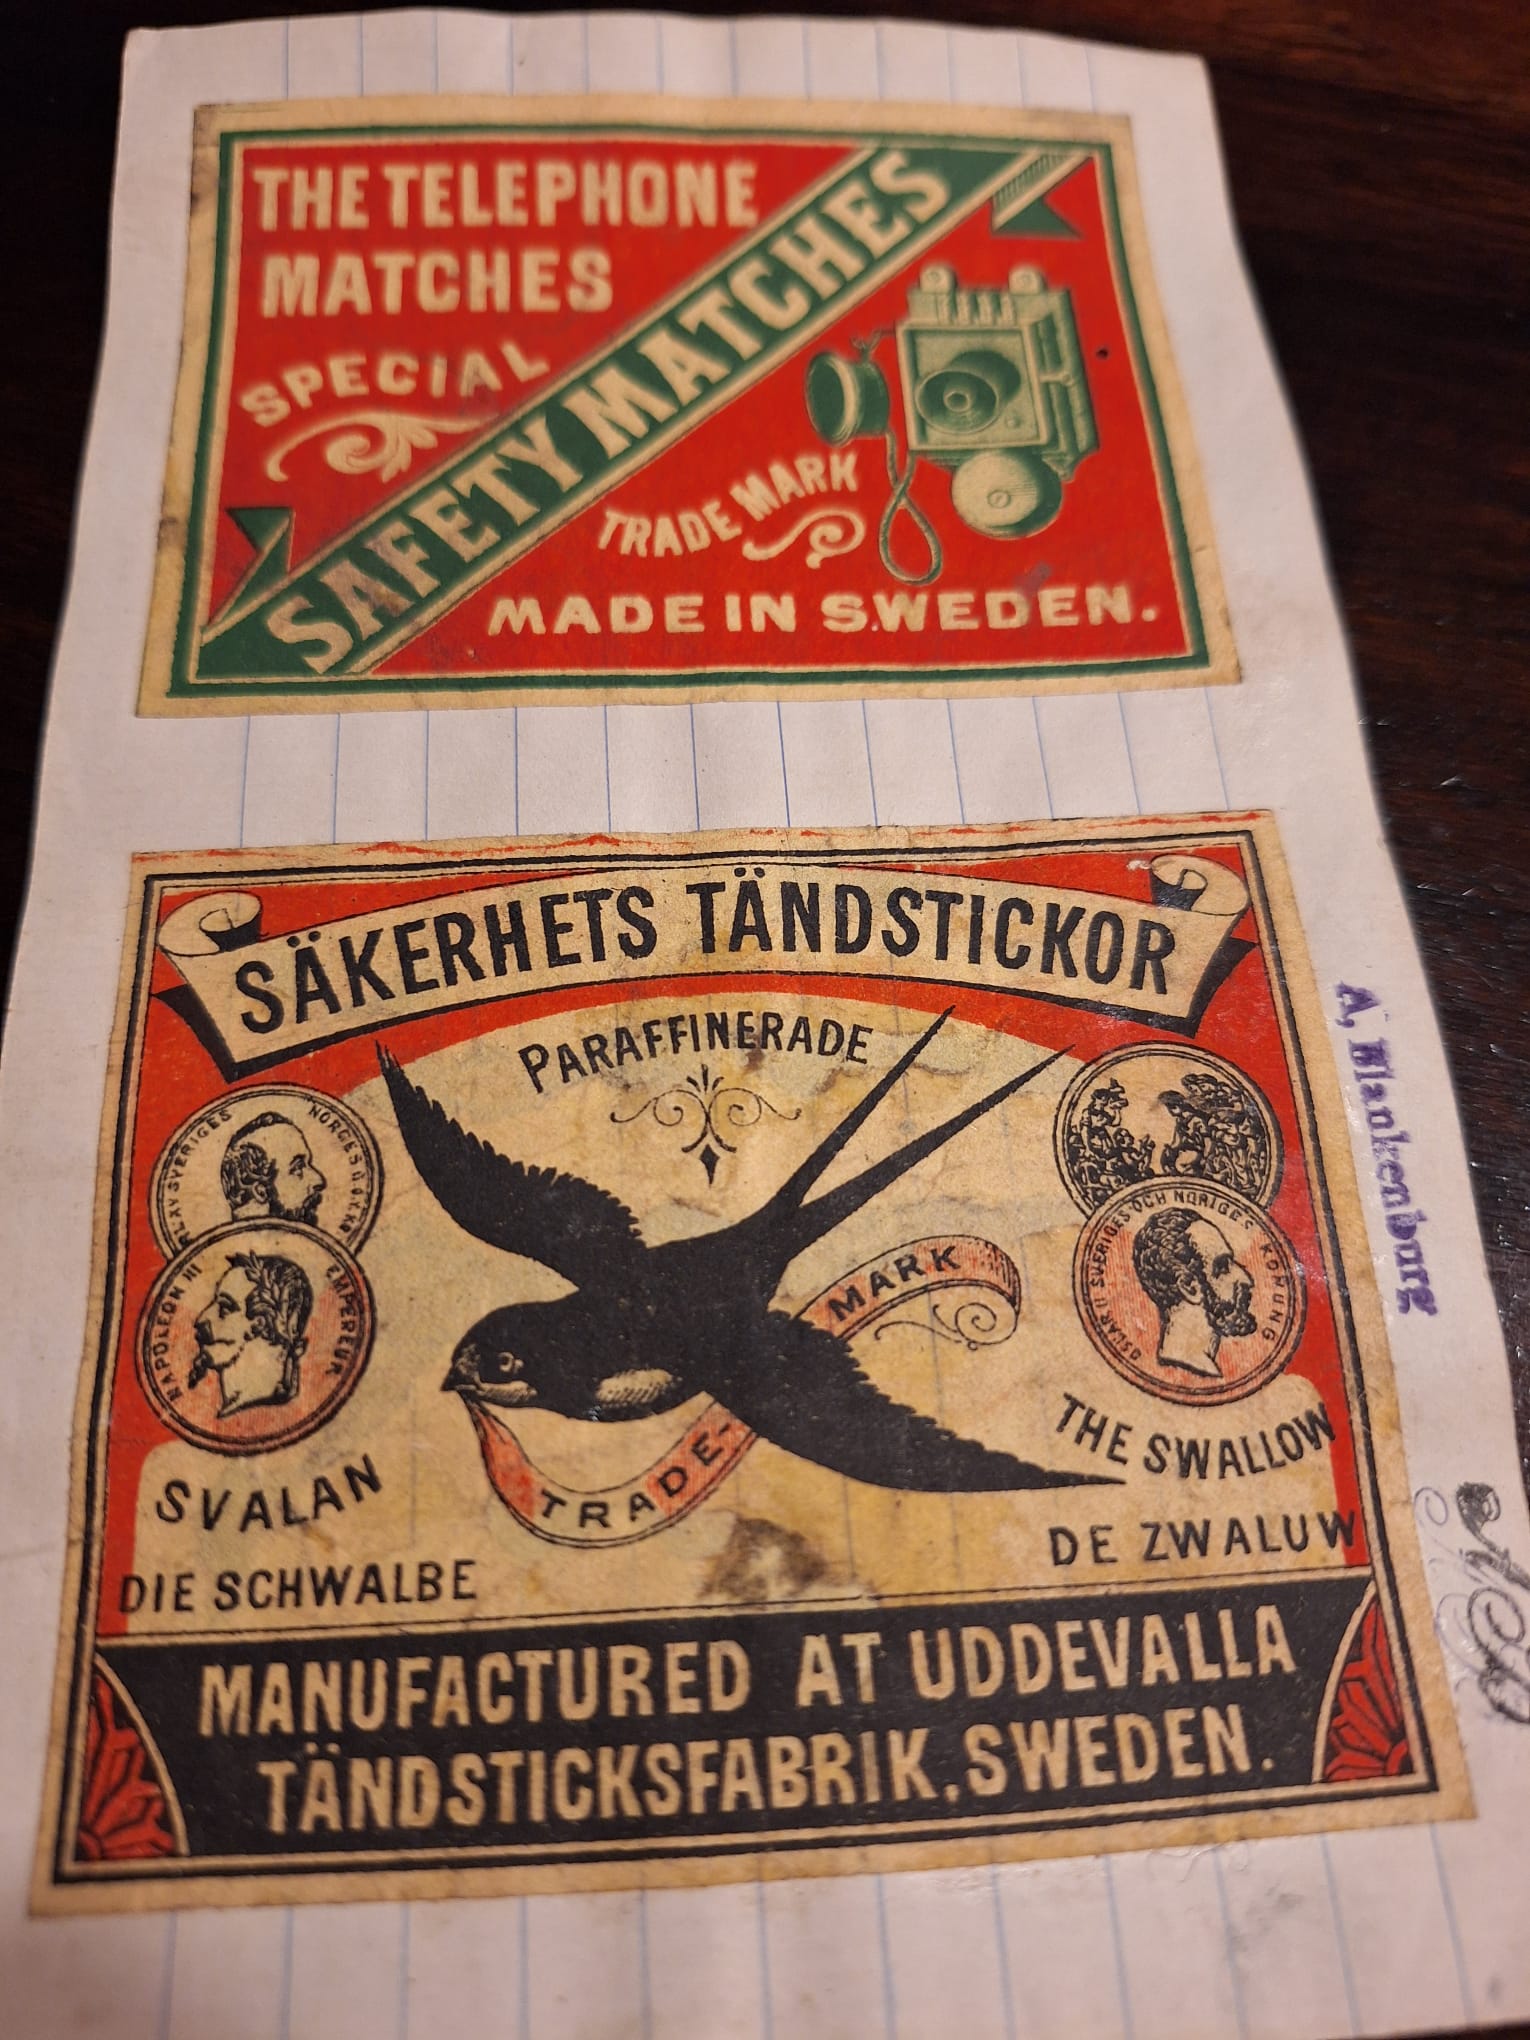 THE TELEPHONE
MATCHES
SPECIAL
SAFETY MATCHES
TRADE MARK
MADE IN SWEDEN.
SÄKERHETS TÄNDSTICKOR
PARAFFINERADE
SVERIGES NORGES
NAPOLEON III EMPEREUR
OSCAR II SVERIGES OCH NORIGES KONUNG
TRADE-MARK
SVALAN
THE SWALLOW
DIE SCHWALBE
DE ZWALUW
MANUFACTURED AT UDDEVALLA
TÄNDSTICKSFABRIK, SWEDEN.
A. Blankenburg